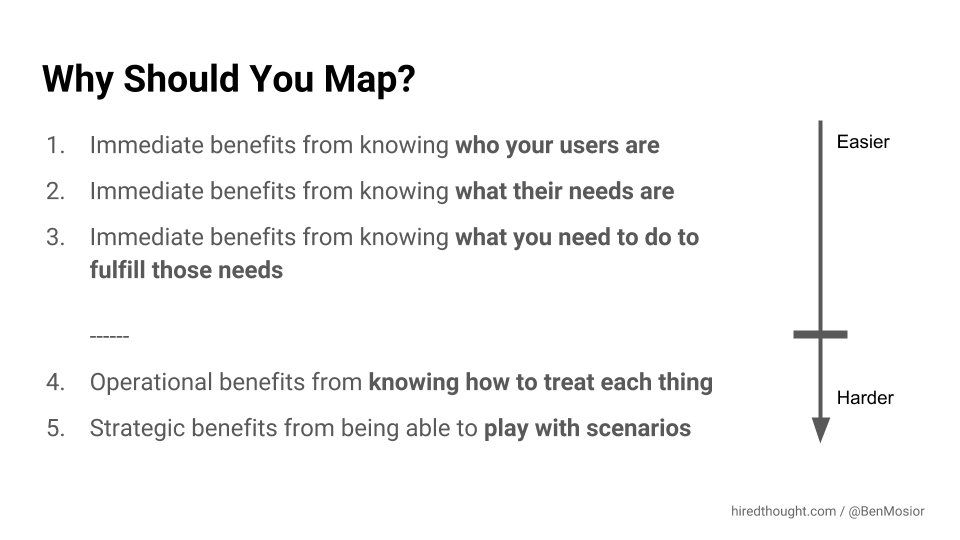 Why Should You Map?
1. Immediate benefits from knowing who your users are
2. Immediate benefits from knowing what their needs are
3. Immediate benefits from knowing what you need to do to
fulfill those needs
------
4. Operational benefits from knowing how to treat each thing
5. Strategic benefits from being able to play with scenarios
Easier
Harder
hiredthought.com / @BenMosior